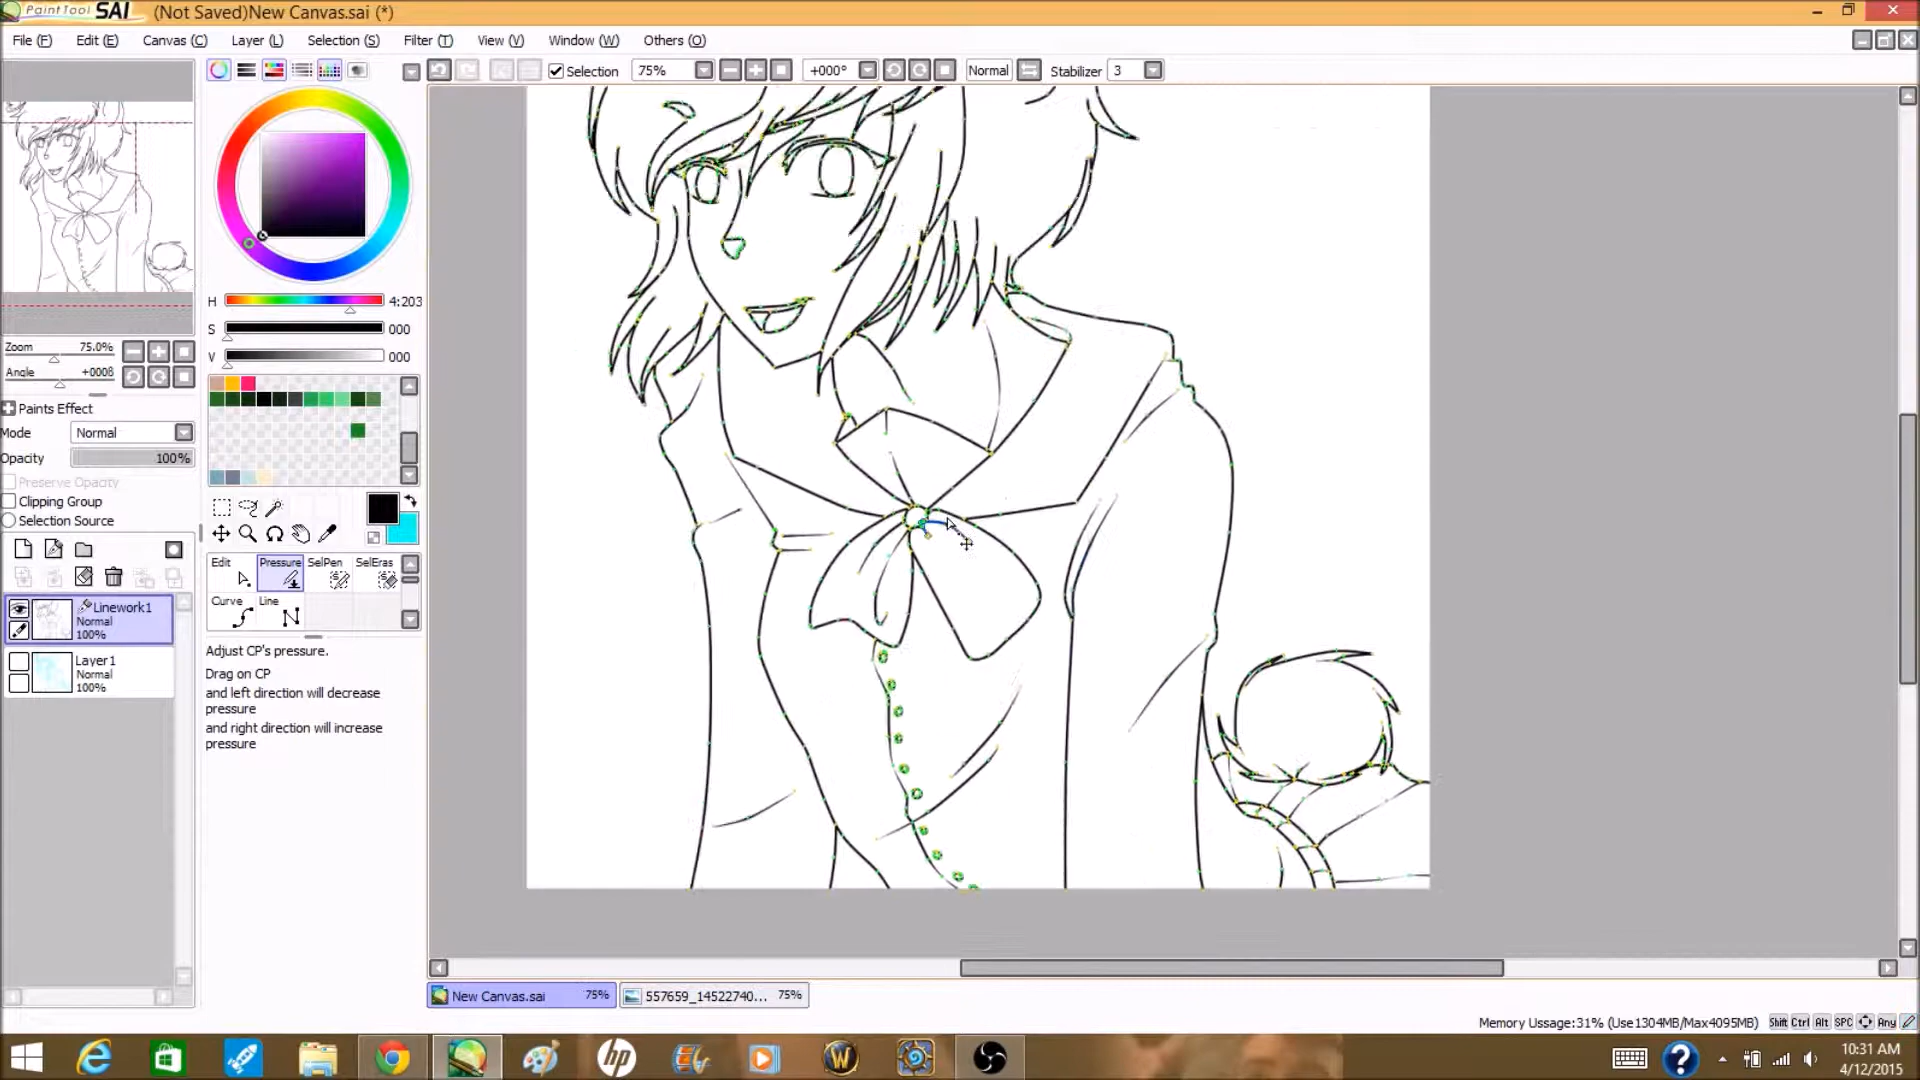 PaintTool SAI (Not Saved)New Canvas.sai (*)
File (F) Edit (E) Canvas (C) Layer (L) Selection (S) Filter (T) View (V) Window (W) Others (O)
Selection 75% +000° Normal Stabilizer 3
H 4:203
S 000
V 000
Zoom 75.0%
Angle +0008
Paints Effect
Mode Normal
Opacity 100%
Preserve Opacity
Clipping Group
Selection Source
Edit Pressure SelPen SelEras
Curve Line
Linework1
Normal
100%
Layer1
Normal
100%
Adjust CP's pressure.
Drag on CP
and left direction will decrease
pressure
and right direction will increase
pressure
New Canvas.sai 75% 557659_14522740... 75%
Memory Ussage:31% (Use1304MB/Max4095MB) Shift Ctrl Alt SPC Any
hp W ?
10:31 AM
4/12/2015